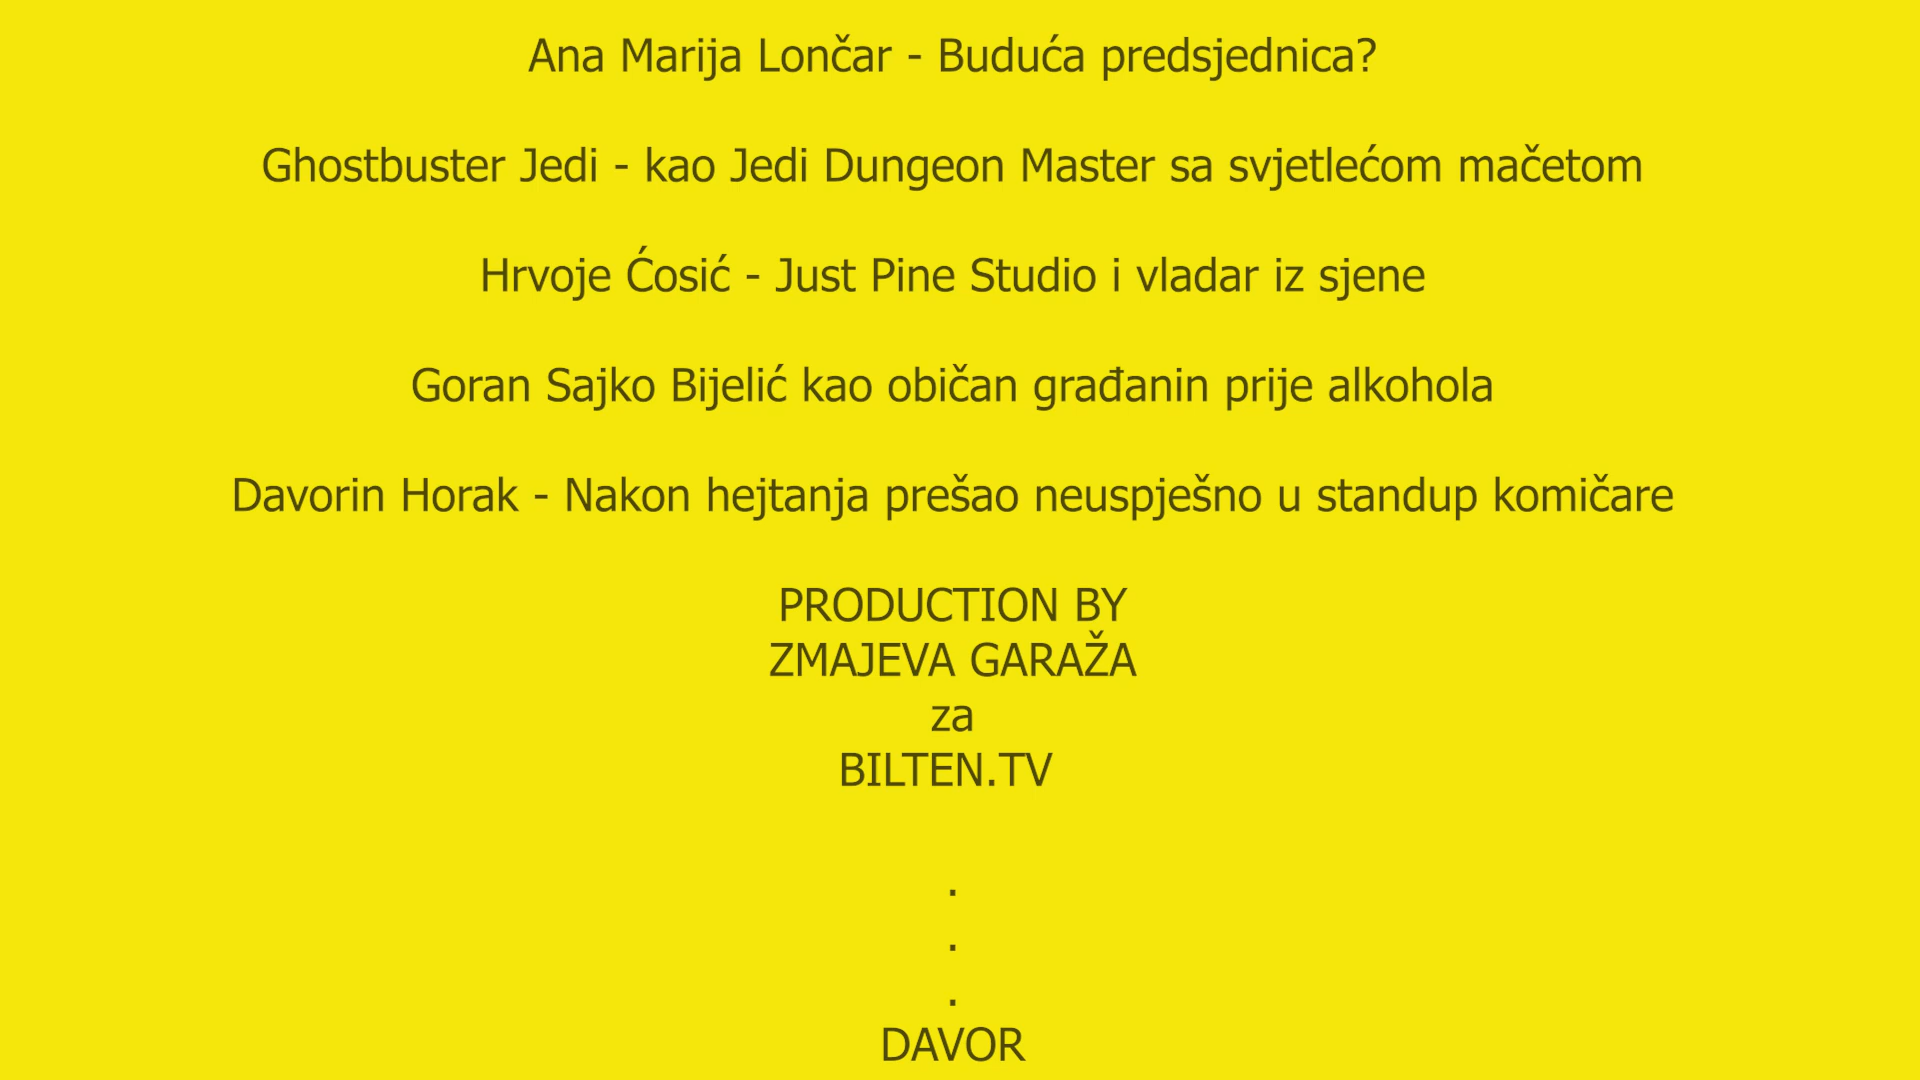 Ana Marija Lončar - Buduća predsjednica?
Ghostbuster Jedi - kao Jedi Dungeon Master sa svjetlećom mačetom
Hrvoje Ćosić - Just Pine Studio i vladar iz sjene
Goran Sajko Bijelić kao običan građanin prije alkohola
Davorin Horak - Nakon hejtanja prešao neuspješno u standup komičare
PRODUCTION BY
ZMAJEVA GARAŽA
za
BILTEN.TV
.
.
.
DAVOR